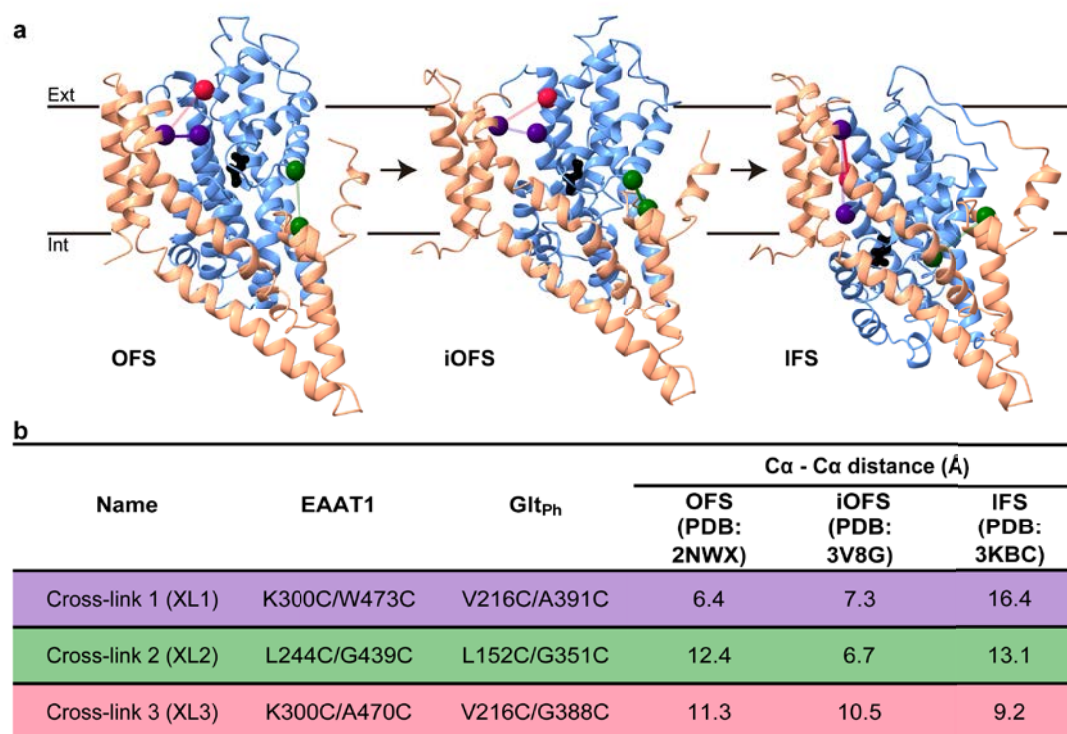 a
Ext
Int
OFS
iOFS
IFS
b
Cα - Cα distance (Å)
Name EAAT1 GltPh OFS (PDB: 2NWX) iOFS (PDB: 3V8G) IFS (PDB: 3KBC)
Cross-link 1 (XL1) K300C/W473C V216C/A391C 6.4 7.3 16.4
Cross-link 2 (XL2) L244C/G439C L152C/G351C 12.4 6.7 13.1
Cross-link 3 (XL3) K300C/A470C V216C/G388C 11.3 10.5 9.2